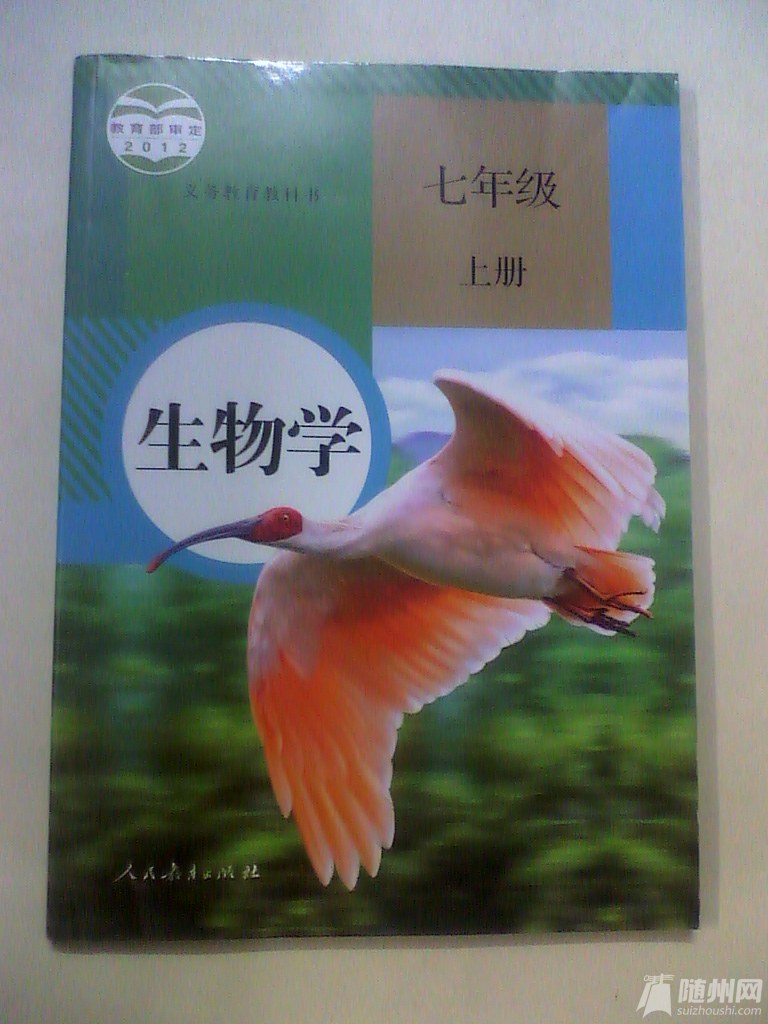 教育部审定
2012
义务教育教科书
七年级
上册
生物学
人民教育出版社
随州网
suizhoushi.com